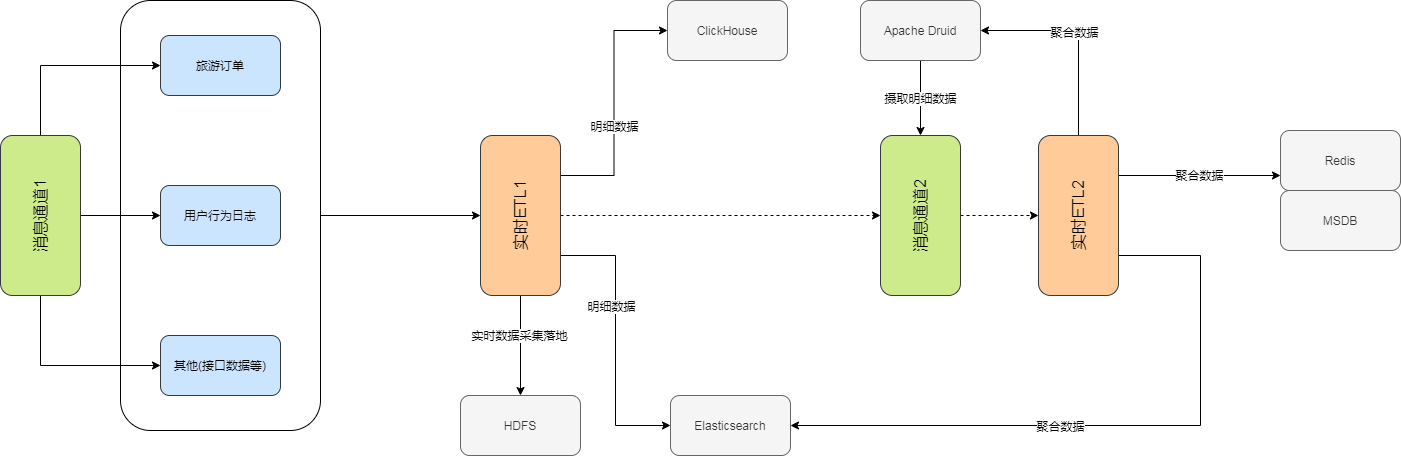 消息通道1
旅游订单
用户行为日志
其他(接口数据等)
实时ETL1
明细数据
ClickHouse
明细数据
实时数据采集落地
HDFS
Elasticsearch
Apache Druid
摄取明细数据
消息通道2
实时ETL2
聚合数据
聚合数据
Redis
MSDB
聚合数据